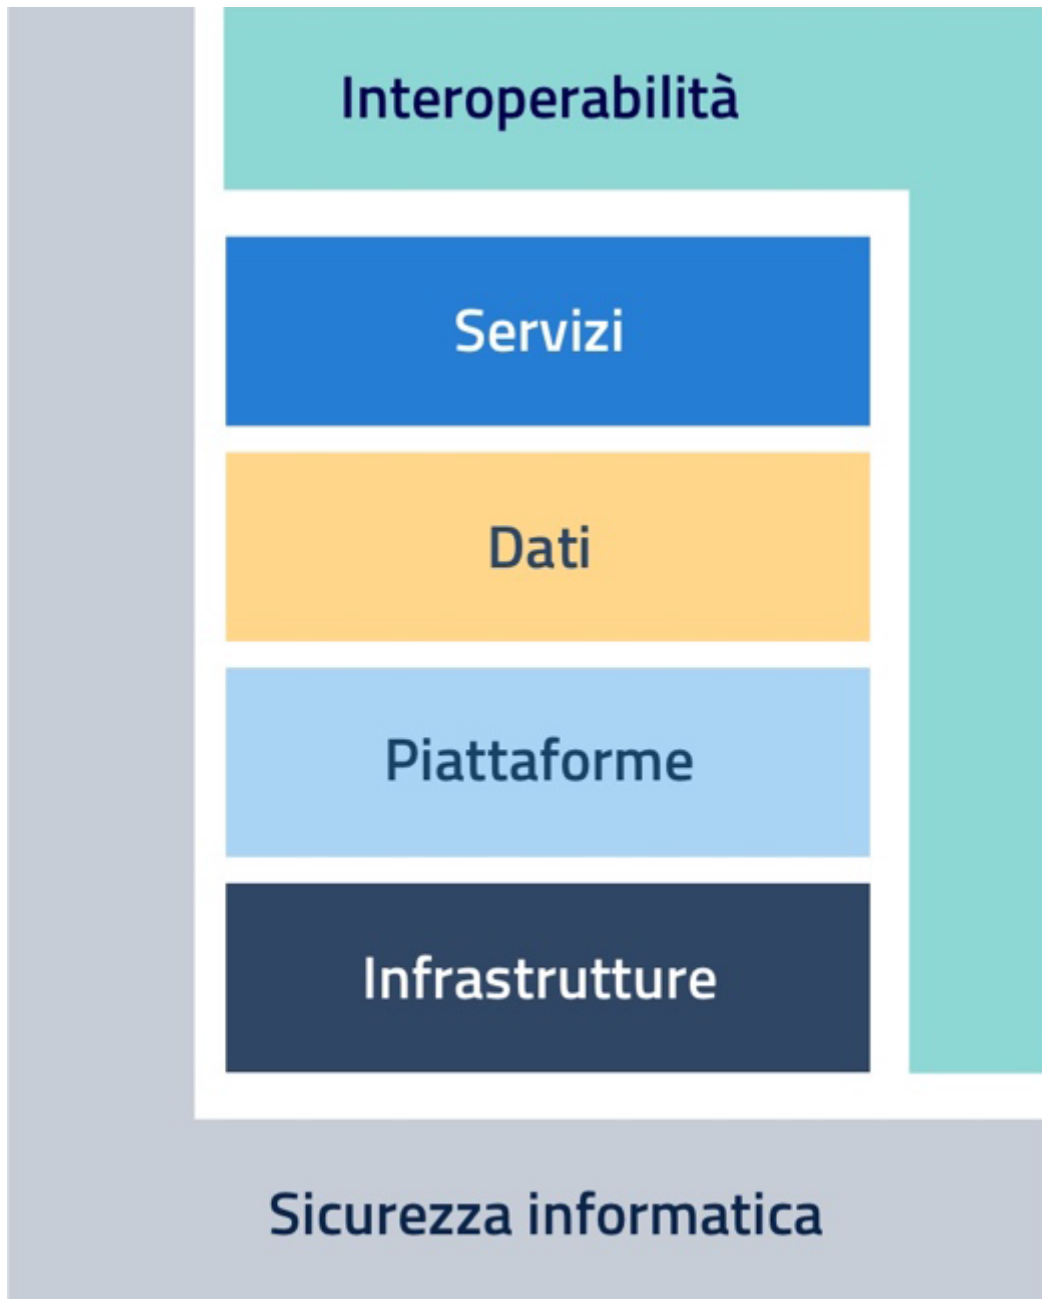 Interoperabilità
Servizi
Dati
Piattaforme
Infrastrutture
Sicurezza informatica